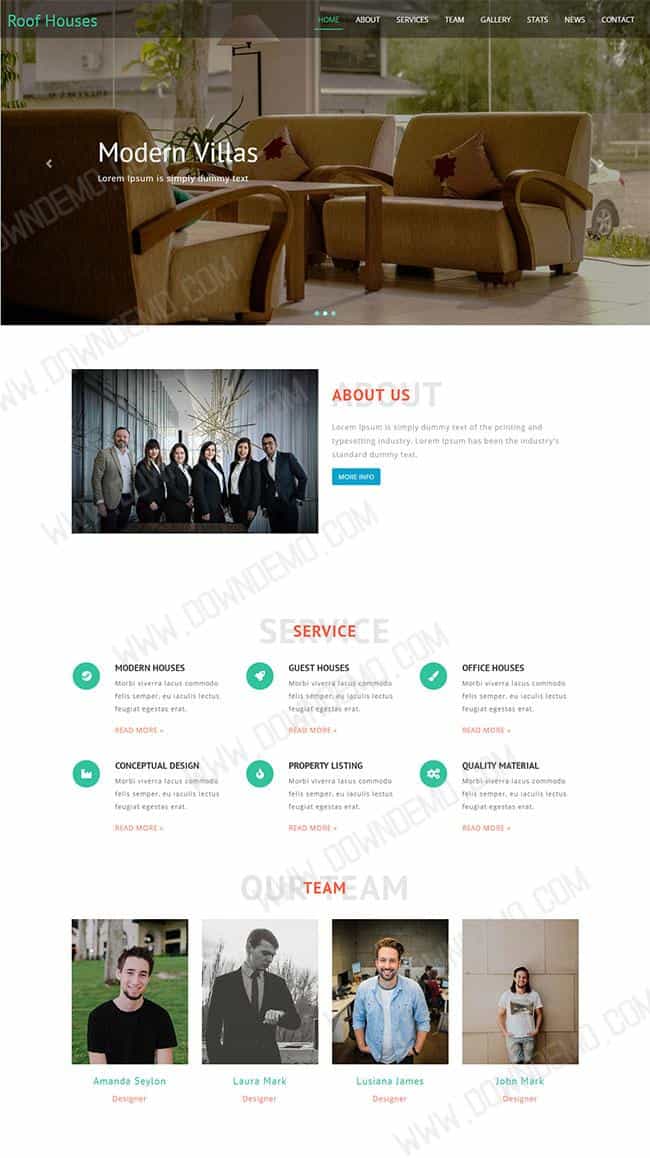 Roof Houses
HOME ABOUT SERVICES TEAM GALLERY STATS NEWS CONTACT
Modern Villas
Lorem Ipsum is simply dummy text
ABOUT
ABOUT US
Lorem Ipsum is simply dummy text of the printing and
typesetting industry. Lorem Ipsum has been the industry's
standard dummy text.
MORE INFO
SERVICE
SERVICE
MODERN HOUSES
Morbi viverra lacus commodo
felis semper, eu iaculis lectus
feugiat egestas erat.
READ MORE »
GUEST HOUSES
Morbi viverra lacus commodo
felis semper, eu iaculis lectus
feugiat egestas erat.
READ MORE »
OFFICE HOUSES
Morbi viverra lacus commodo
felis semper, eu iaculis lectus
feugiat egestas erat.
READ MORE »
CONCEPTUAL DESIGN
Morbi viverra lacus commodo
felis semper, eu iaculis lectus
feugiat egestas erat.
READ MORE »
PROPERTY LISTING
Morbi viverra lacus commodo
felis semper, eu iaculis lectus
feugiat egestas erat.
READ MORE »
QUALITY MATERIAL
Morbi viverra lacus commodo
felis semper, eu iaculis lectus
feugiat egestas erat.
READ MORE »
OUR TEAM
TEAM
Amanda Seylon
Designer
Laura Mark
Designer
Lusiana James
Designer
John Mark
Designer
WWW.DOWNDEMO.COM